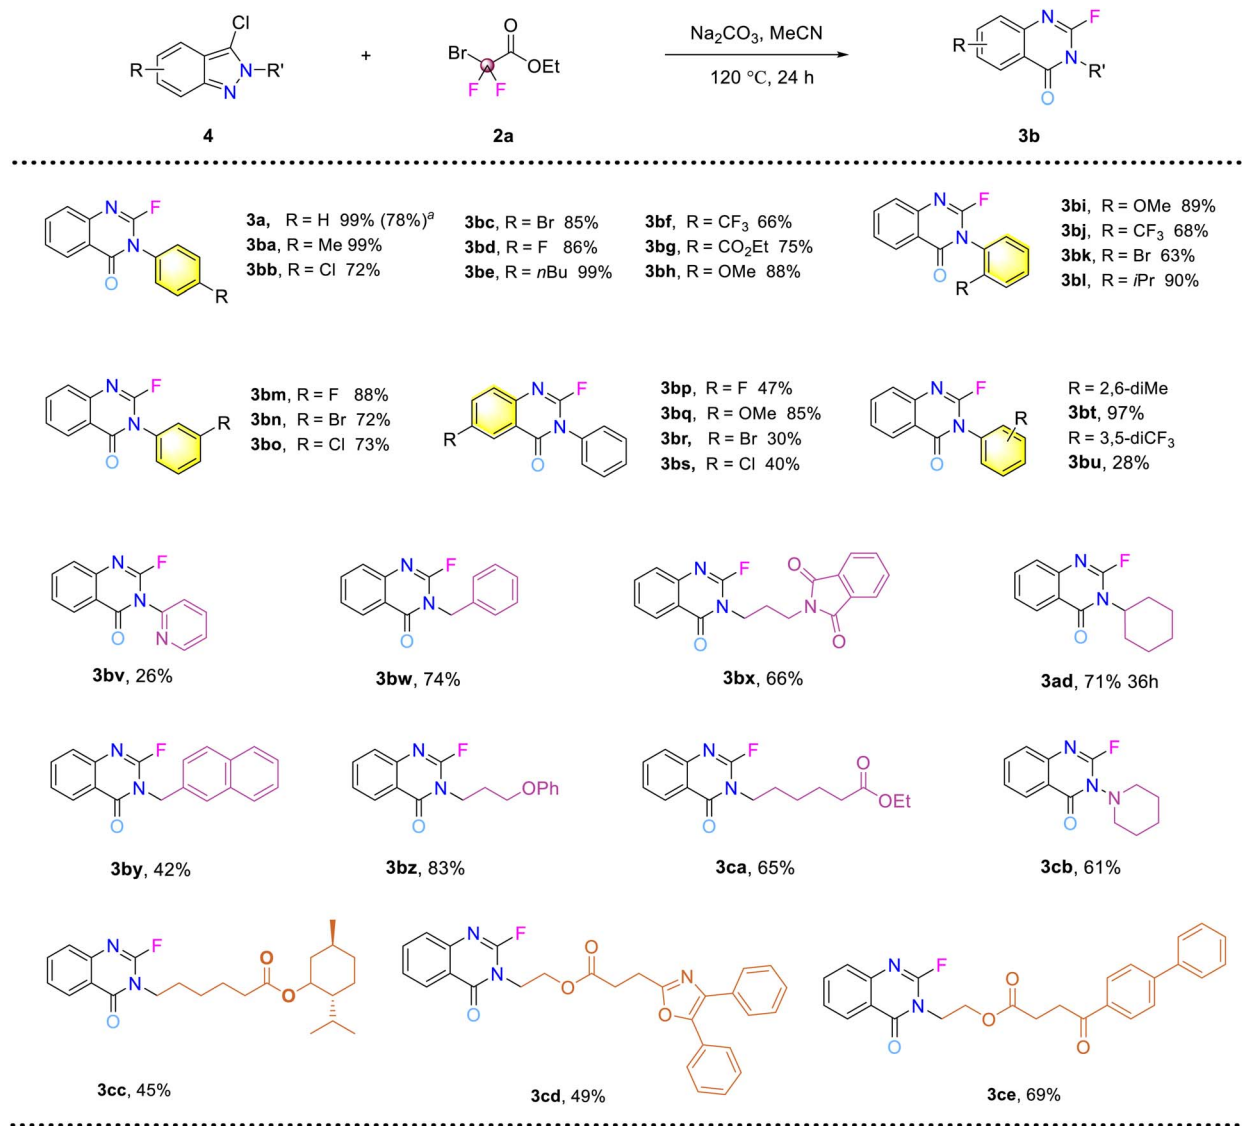 Cl
R
N-R'
N
4
+
O
Br
OEt
F F
2a
Na₂CO₃, MeCN
120 °C, 24 h
N F
R
N R'
O
3b
N F
N
O
R
3a, R = H 99% (78%)ᵃ
3ba, R = Me 99%
3bb, R = Cl 72%
3bc, R = Br 85%
3bd, R = F 86%
3be, R = nBu 99%
3bf, R = CF₃ 66%
3bg, R = CO₂Et 75%
3bh, R = OMe 88%
N F
N
O
R
3bi, R = OMe 89%
3bj, R = CF₃ 68%
3bk, R = Br 63%
3bl, R = iPr 90%
N F
R
N
O
3bm, R = F 88%
3bn, R = Br 72%
3bo, R = Cl 73%
N F
R
N
O
3bp, R = F 47%
3bq, R = OMe 85%
3br, R = Br 30%
3bs, R = Cl 40%
N F
R
N
O
R = 2,6-diMe
3bt, 97%
R = 3,5-diCF₃
3bu, 28%
N F
N
O
N
3bv, 26%
N F
N
O
3bw, 74%
N F
N
O
O
N
O
3bx, 66%
N F
N
O
3ad, 71% 36h
N F
N
O
3by, 42%
N F
N
OPh
O
3bz, 83%
N F
N
O
OEt
O
3ca, 65%
N F
N N
O
3cb, 61%
N F
N
O
O
O
3cc, 45%
N F
N
O
O
O
N
O
3cd, 49%
N F
N
O
O
O
O
3ce, 69%